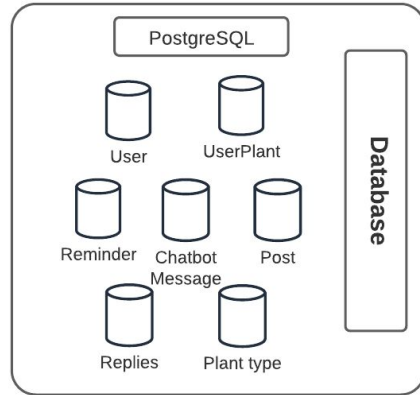 PostgreSQL
User
UserPlant
Database
Reminder
Chatbot
Message
Post
Replies
Plant type